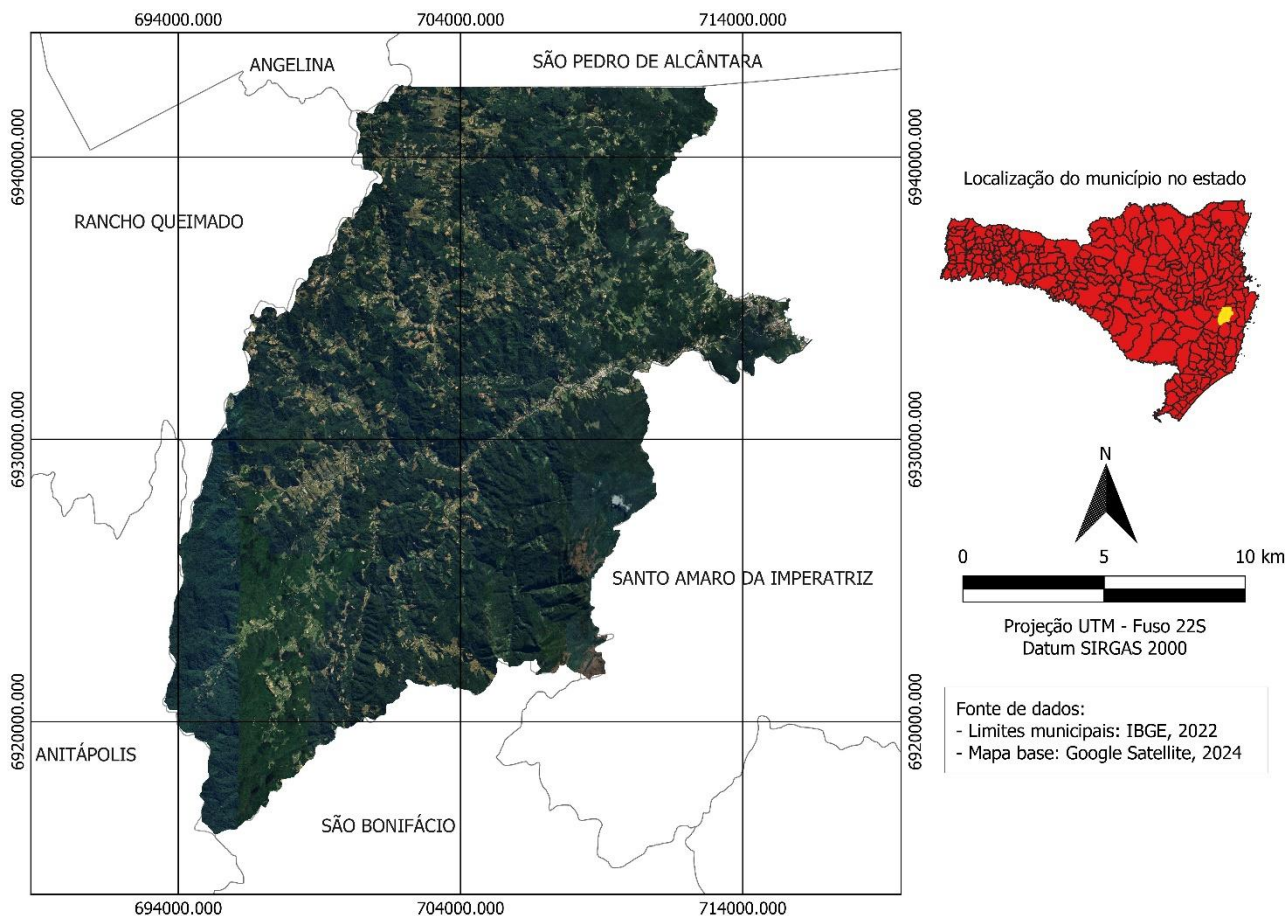 694000.000
704000.000
714000.000
ANGELINA
SÃO PEDRO DE ALCÂNTARA
6940000.000
6940000.000
RANCHO QUEIMADO
Localização do município no estado
6930000.000
6930000.000
N
SANTO AMARO DA IMPERATRIZ
0
5
10 km
Projeção UTM - Fuso 22S
Datum SIRGAS 2000
6920000.000
6920000.000
ANITÁPOLIS
SÃO BONIFÁCIO
Fonte de dados:
- Limites municipais: IBGE, 2022
- Mapa base: Google Satellite, 2024
694000.000
704000.000
714000.000